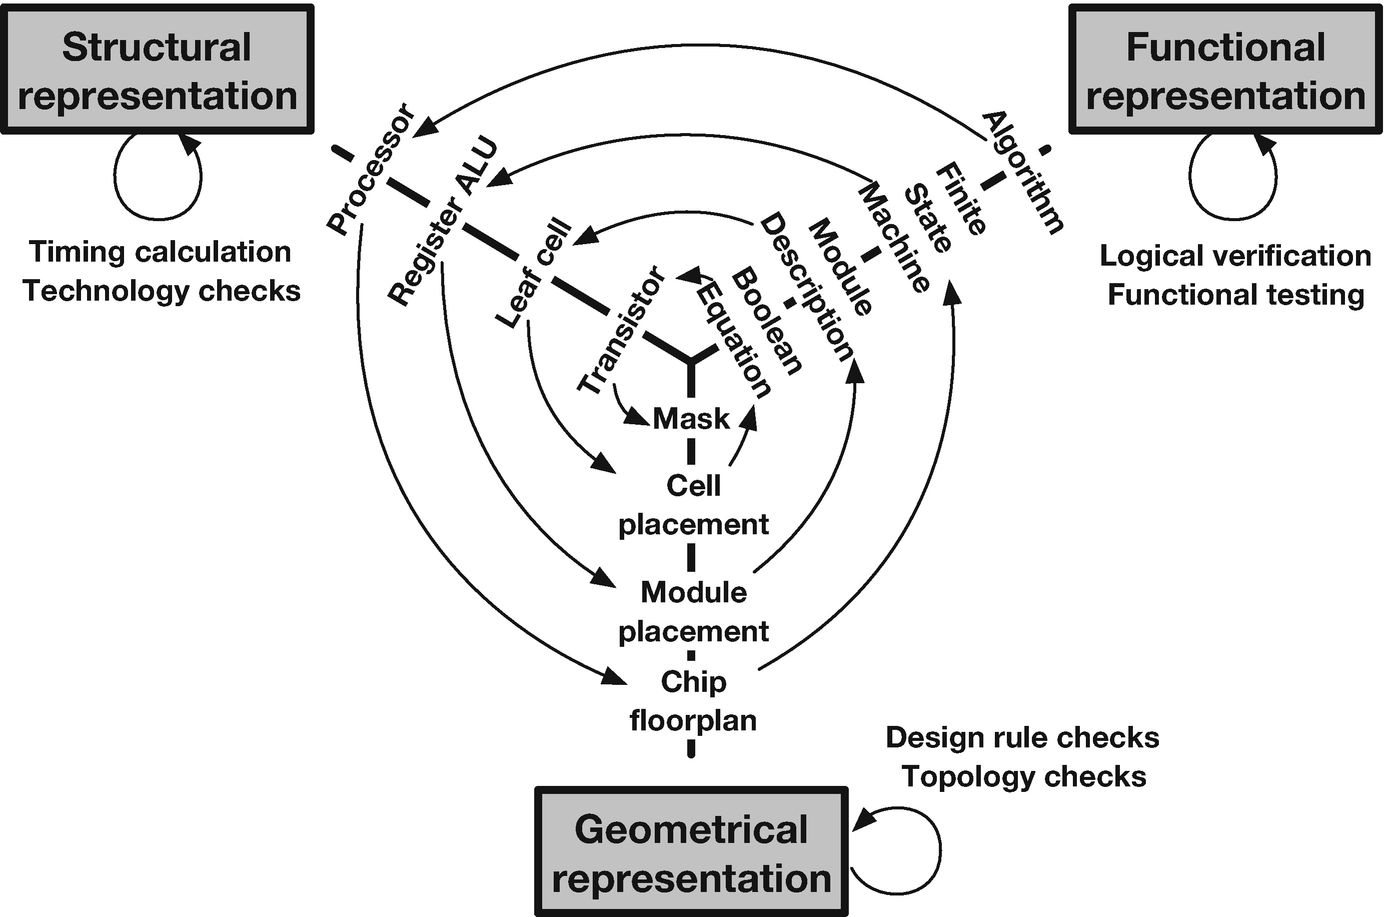 Structural
representation
Functional
representation
Processor
Register ALU
Leaf cell
Transistor
Algorithm
Finite
State
Machine
Module
Description
Boolean
Equation
Timing calculation
Technology checks
Logical verification
Functional testing
Mask
Cell
placement
Module
placement
Chip
floorplan
Design rule checks
Topology checks
Geometrical
representation